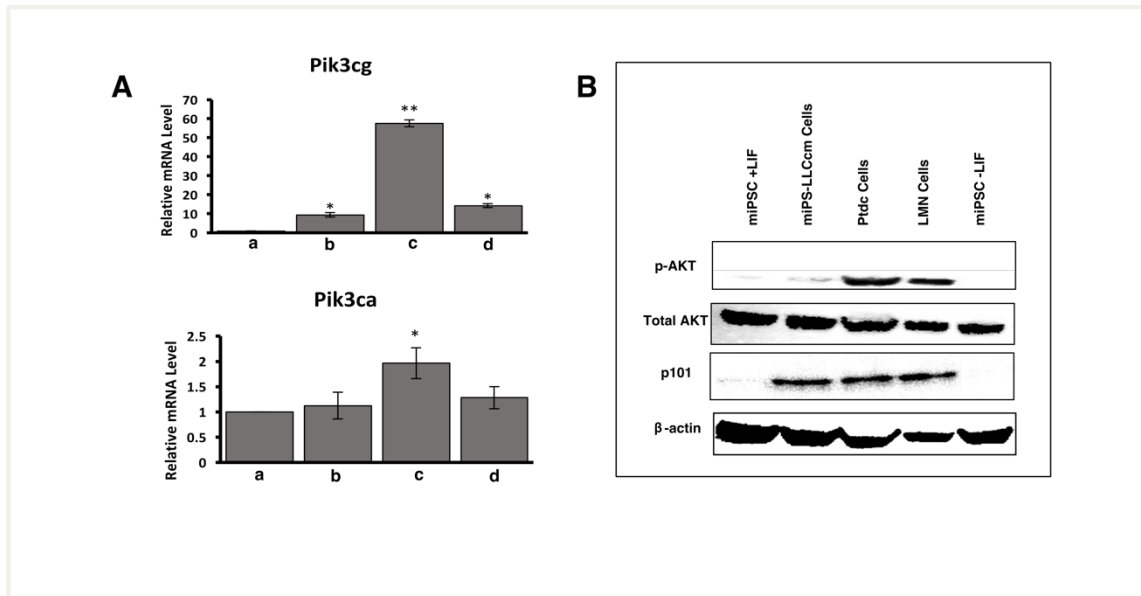 A
Pik3cg
Relative mRNA Level
70
60
50
40
30
20
10
0
*
**
*
a b c d
Pik3ca
Relative mRNA Level
2.5
2
1.5
1
0.5
0
*
a b c d
B
miPSC +LIF
miPS-LLCcm Cells
Ptdc Cells
LMN Cells
miPSC -LIF
p-AKT
Total AKT
p101
β-actin